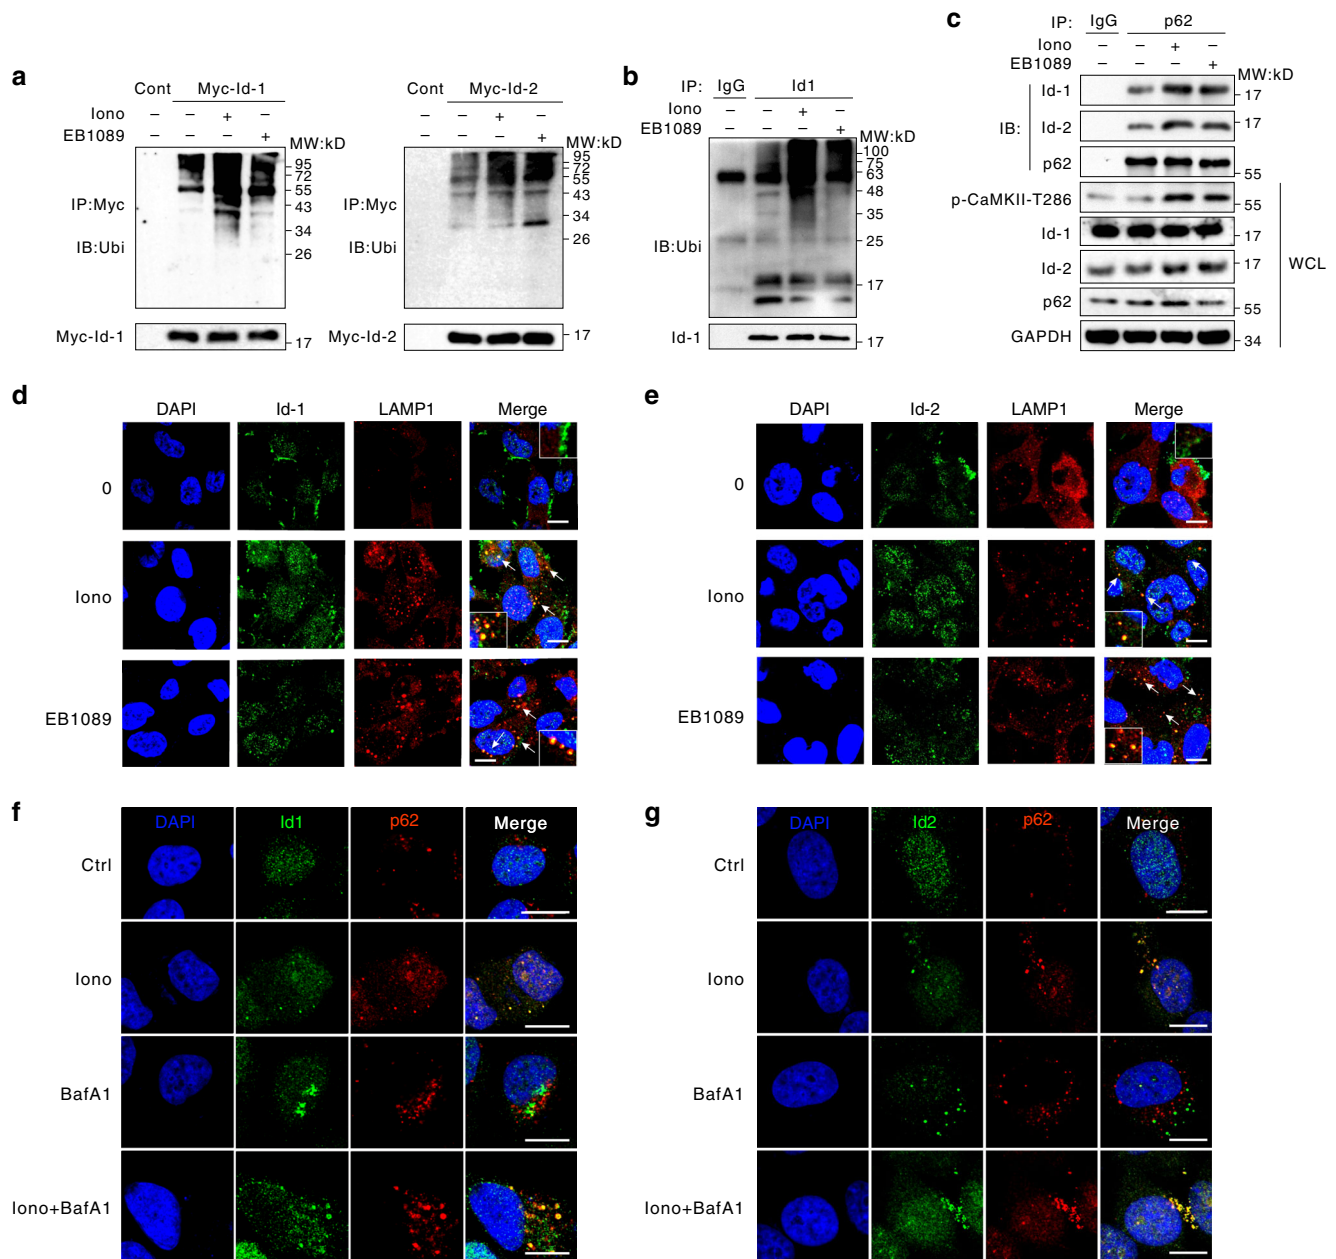 a
Cont Myc-Id-1
Iono – – + –
EB1089 – – – +
MW:kD
95
72
55
43
34
26
IP:Myc
IB:Ubi
Myc-Id-1
17
Cont Myc-Id-2
– – + –
– – – +
MW:kD
95
72
55
43
34
26
IP:Myc
IB:Ubi
Myc-Id-2
17
b
IP: IgG Id1
Iono – – + –
EB1089 – – – +
MW:kD
100
75
63
48
35
25
17
IB:Ubi
Id-1
17
c
IP: IgG p62
Iono – – + –
EB1089 – – – +
MW:kD
IB:
Id-1 17
Id-2 17
p62 55
p-CaMKII-T286 55
Id-1 17
Id-2 17
p62 55
GAPDH 34
WCL
d
DAPI Id-1 LAMP1 Merge
0
Iono
EB1089
e
DAPI Id-2 LAMP1 Merge
0
Iono
EB1089
f
DAPI Id1 p62 Merge
Ctrl
Iono
BafA1
Iono+BafA1
g
DAPI Id2 p62 Merge
Ctrl
Iono
BafA1
Iono+BafA1